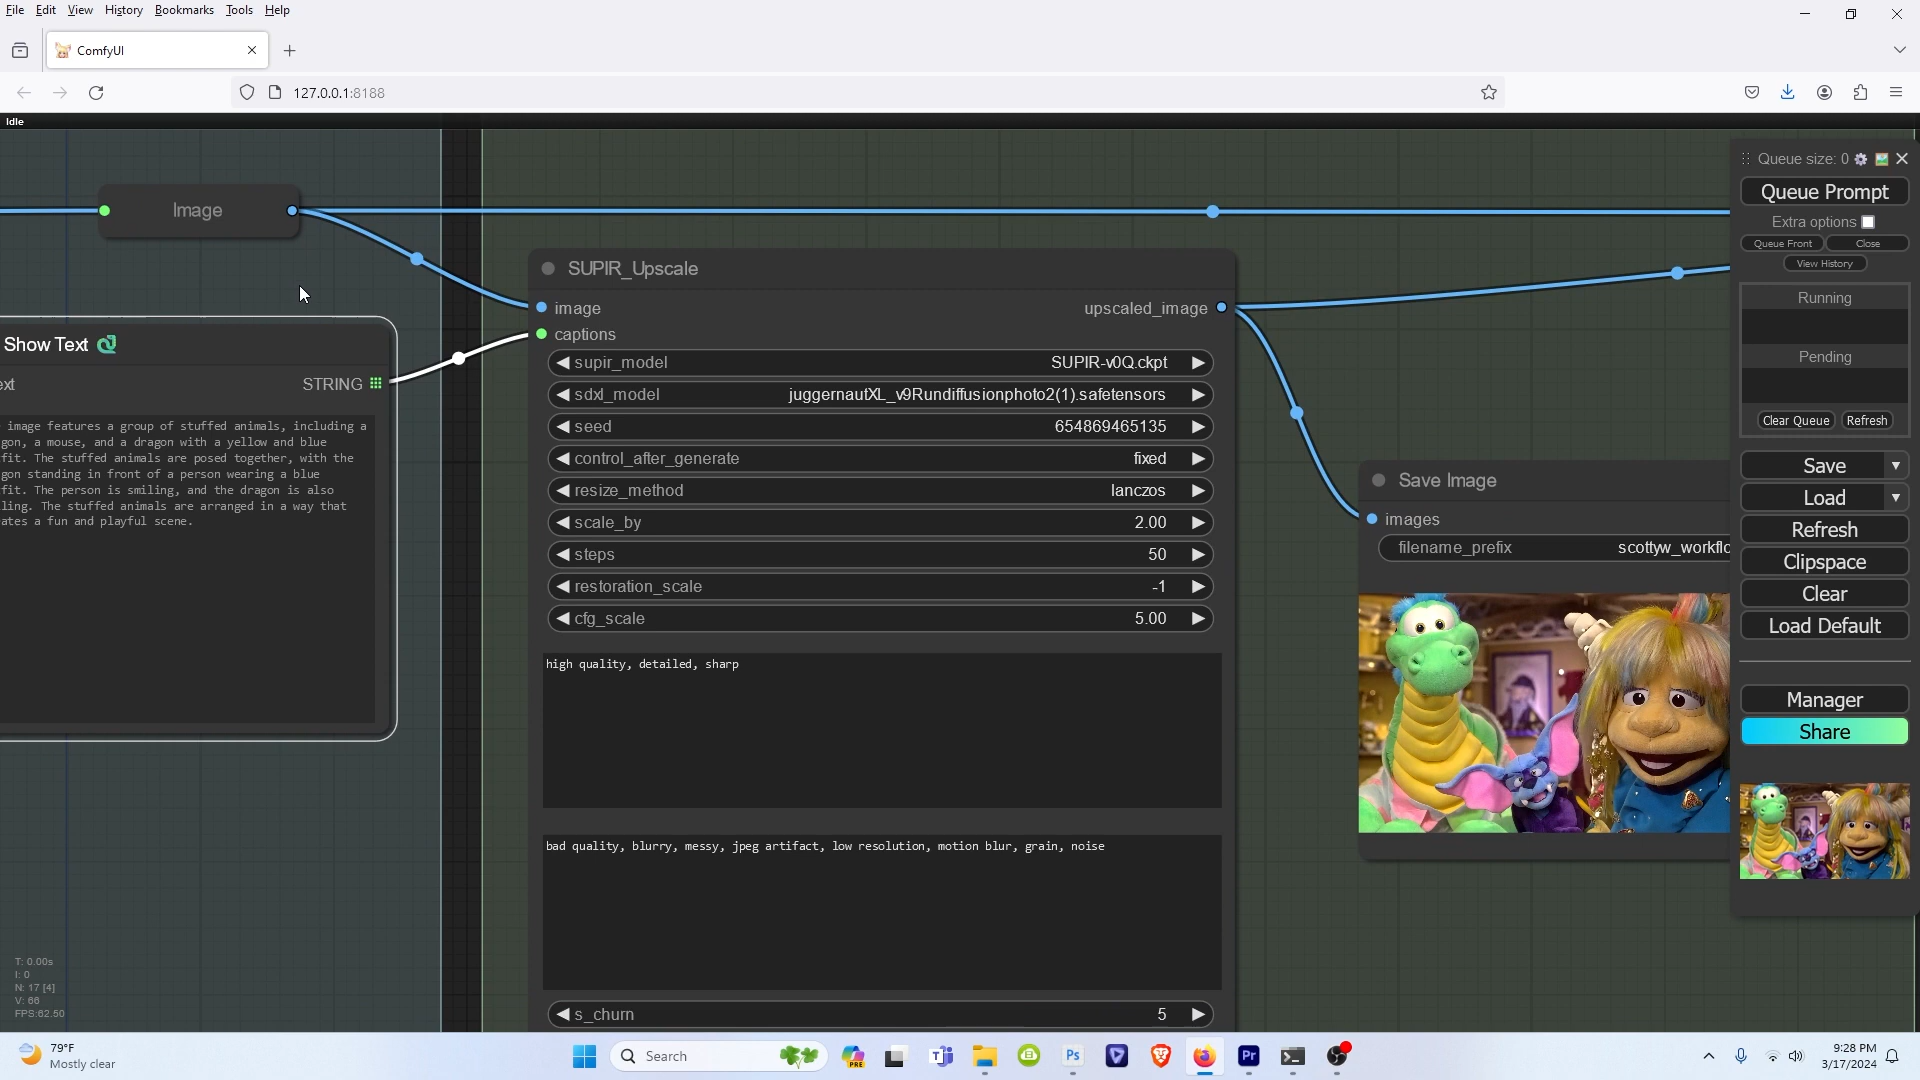 File Edit View History Bookmarks Tools Help
ComfyUI
127.0.0.1:8188
Idle
Image
Show Text
ext
STRING
image features a group of stuffed animals, including a
gon, a mouse, and a dragon with a yellow and blue
fit. The stuffed animals are posed together, with the
gon standing in front of a person wearing a blue
fit. The person is smiling, and the dragon is also
ling. The stuffed animals are arranged in a way that
ates a fun and playful scene.
SUPIR_Upscale
image
upscaled_image
captions
supir_model SUPIR-v0Q.ckpt
sdxl_model juggernautXL_v9Rundiffusionphoto2(1).safetensors
seed 654869465135
control_after_generate fixed
resize_method lanczos
scale_by 2.00
steps 50
restoration_scale -1
cfg_scale 5.00
high quality, detailed, sharp
bad quality, blurry, messy, jpeg artifact, low resolution, motion blur, grain, noise
s_churn 5
Save Image
images
filename_prefix scottyw_workflo
Queue size: 0
Queue Prompt
Extra options
Queue Front Close
View History
Running
Pending
Clear Queue Refresh
Save
Load
Refresh
Clipspace
Clear
Load Default
Manager
Share
T: 0.00s
I: 0
N: 17 [4]
V: 66
FPS:62.50
79°F
Mostly clear
Search
PRE
Ps
Pr
9:28 PM
3/17/2024